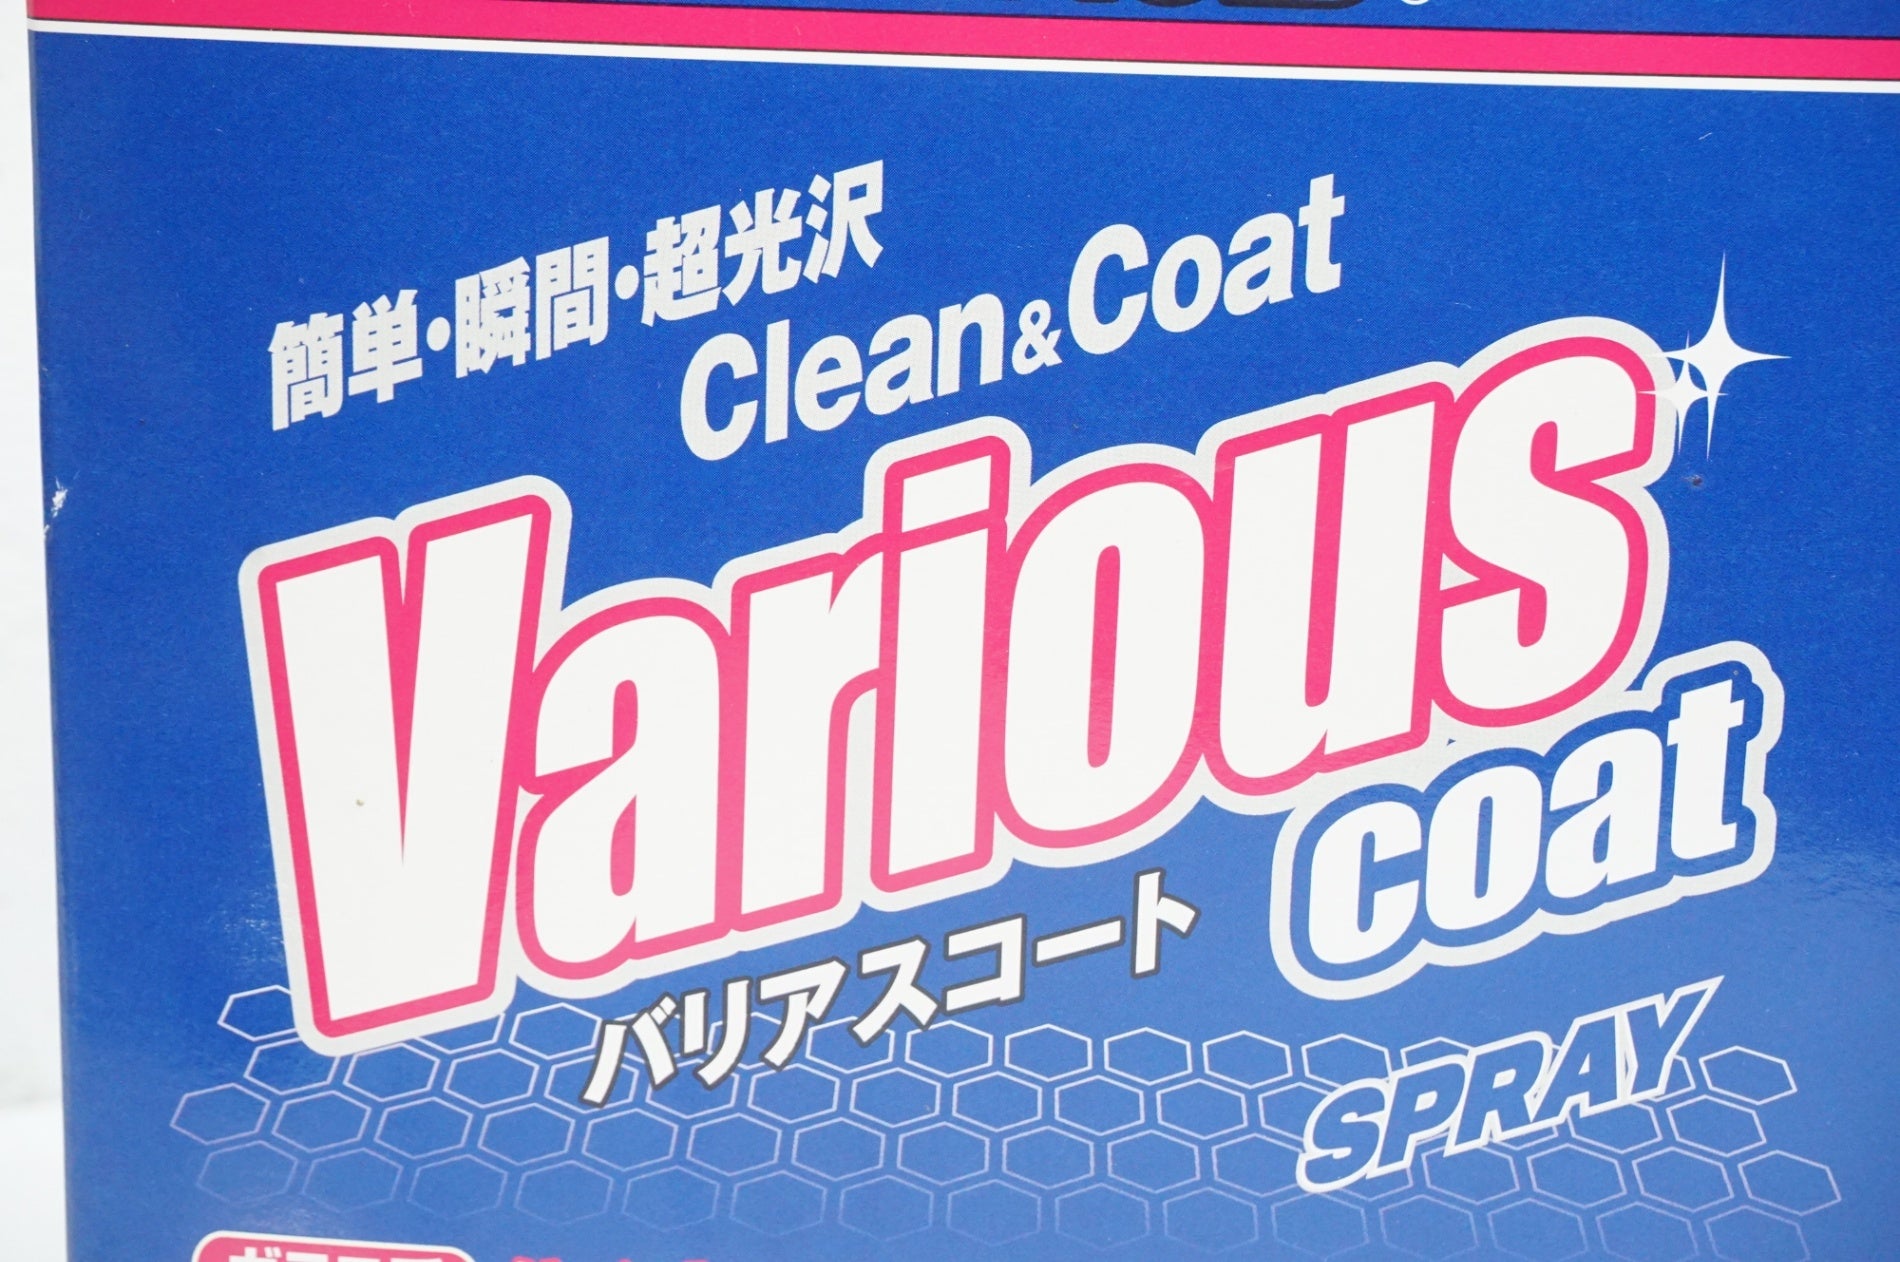 簡単・瞬間・超光沢
Clean&Coat
Various
coat
バリアスコート
SPRAY